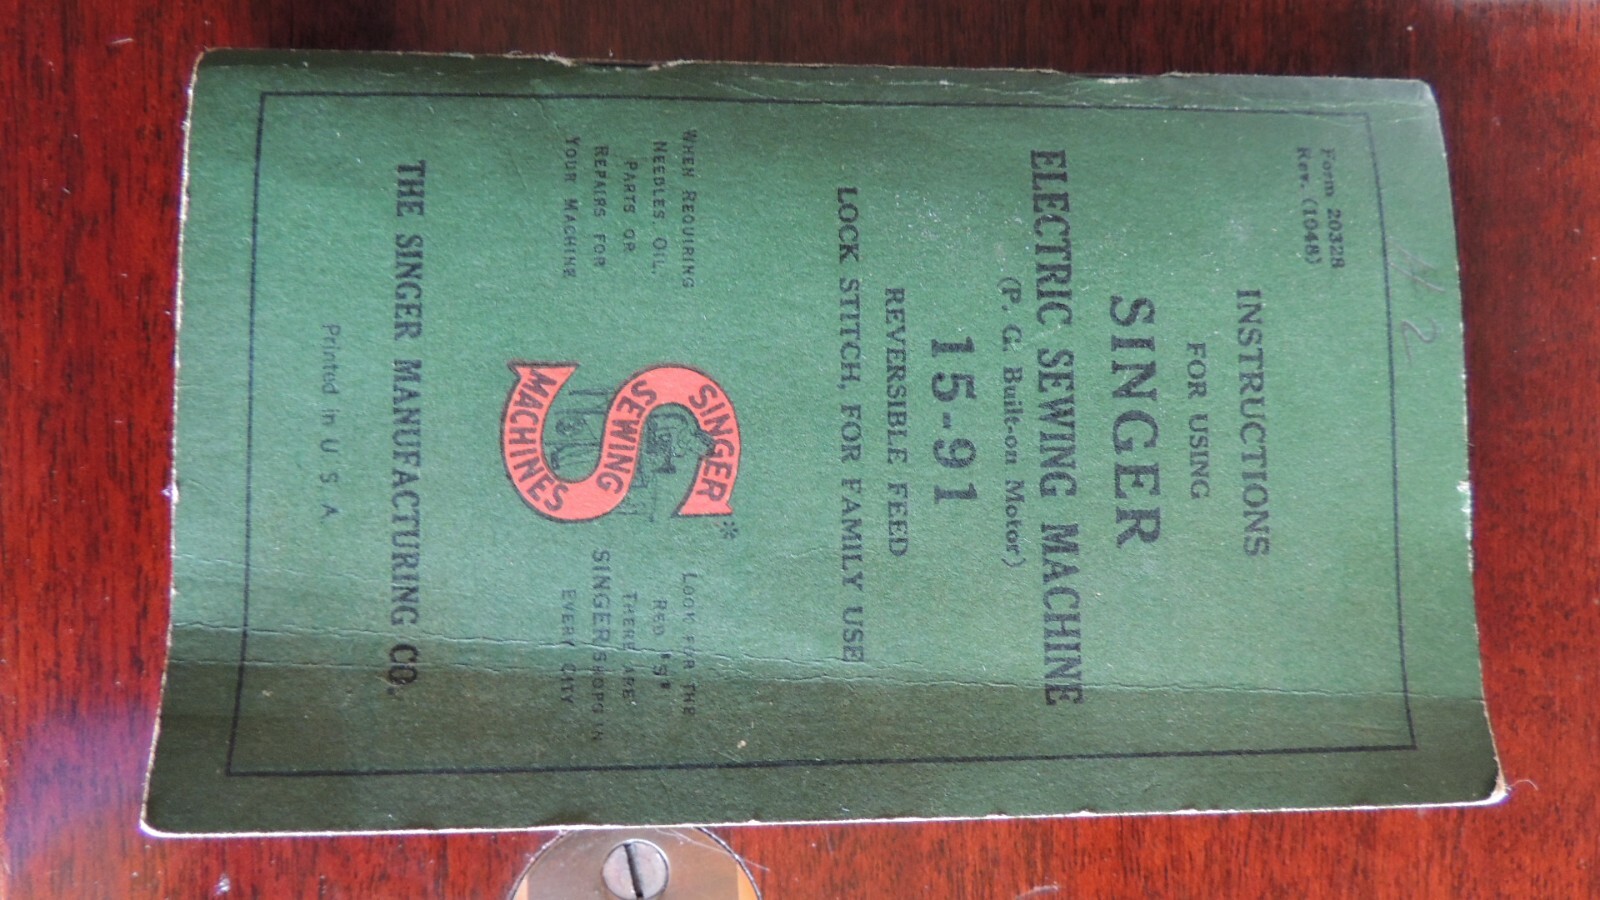 # 2
Form 20328
Rev. (1048)
INSTRUCTIONS
FOR USING
SINGER
ELECTRIC SEWING MACHINE
(P. G. Built-on Motor)
15-91
REVERSIBLE FEED
LOCK STITCH, FOR FAMILY USE
WHEN REQUIRING
NEEDLES, OIL,
PARTS OR
REPAIRS FOR
YOUR MACHINE
SINGER*
SEWING
MACHINES
LOOK FOR THE
RED "S"
THERE ARE
SINGER SHOPS IN
EVERY CITY
THE SINGER MANUFACTURING CO.
Printed in U. S. A.